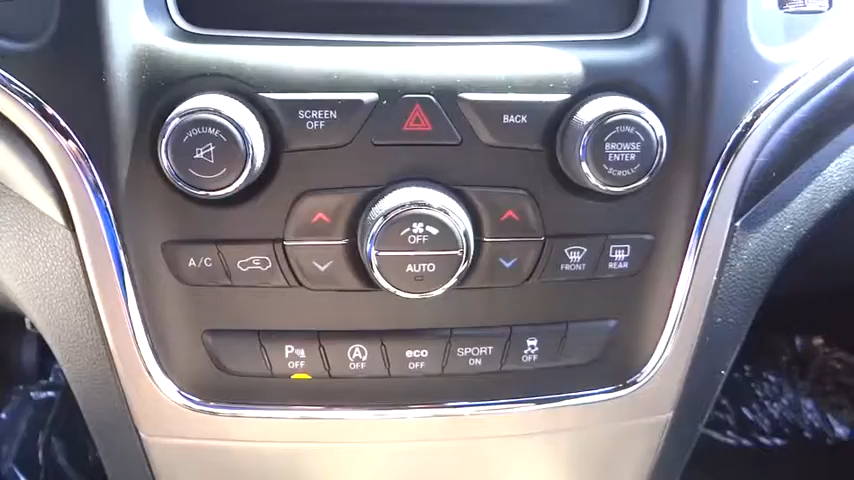 VOLUME
SCREEN
OFF
BACK
TUNE
BROWSE
ENTER
SCROLL
OFF
AUTO
A/C
FRONT
REAR
P
OFF
A
OFF
eco
OFF
SPORT
ON
OFF